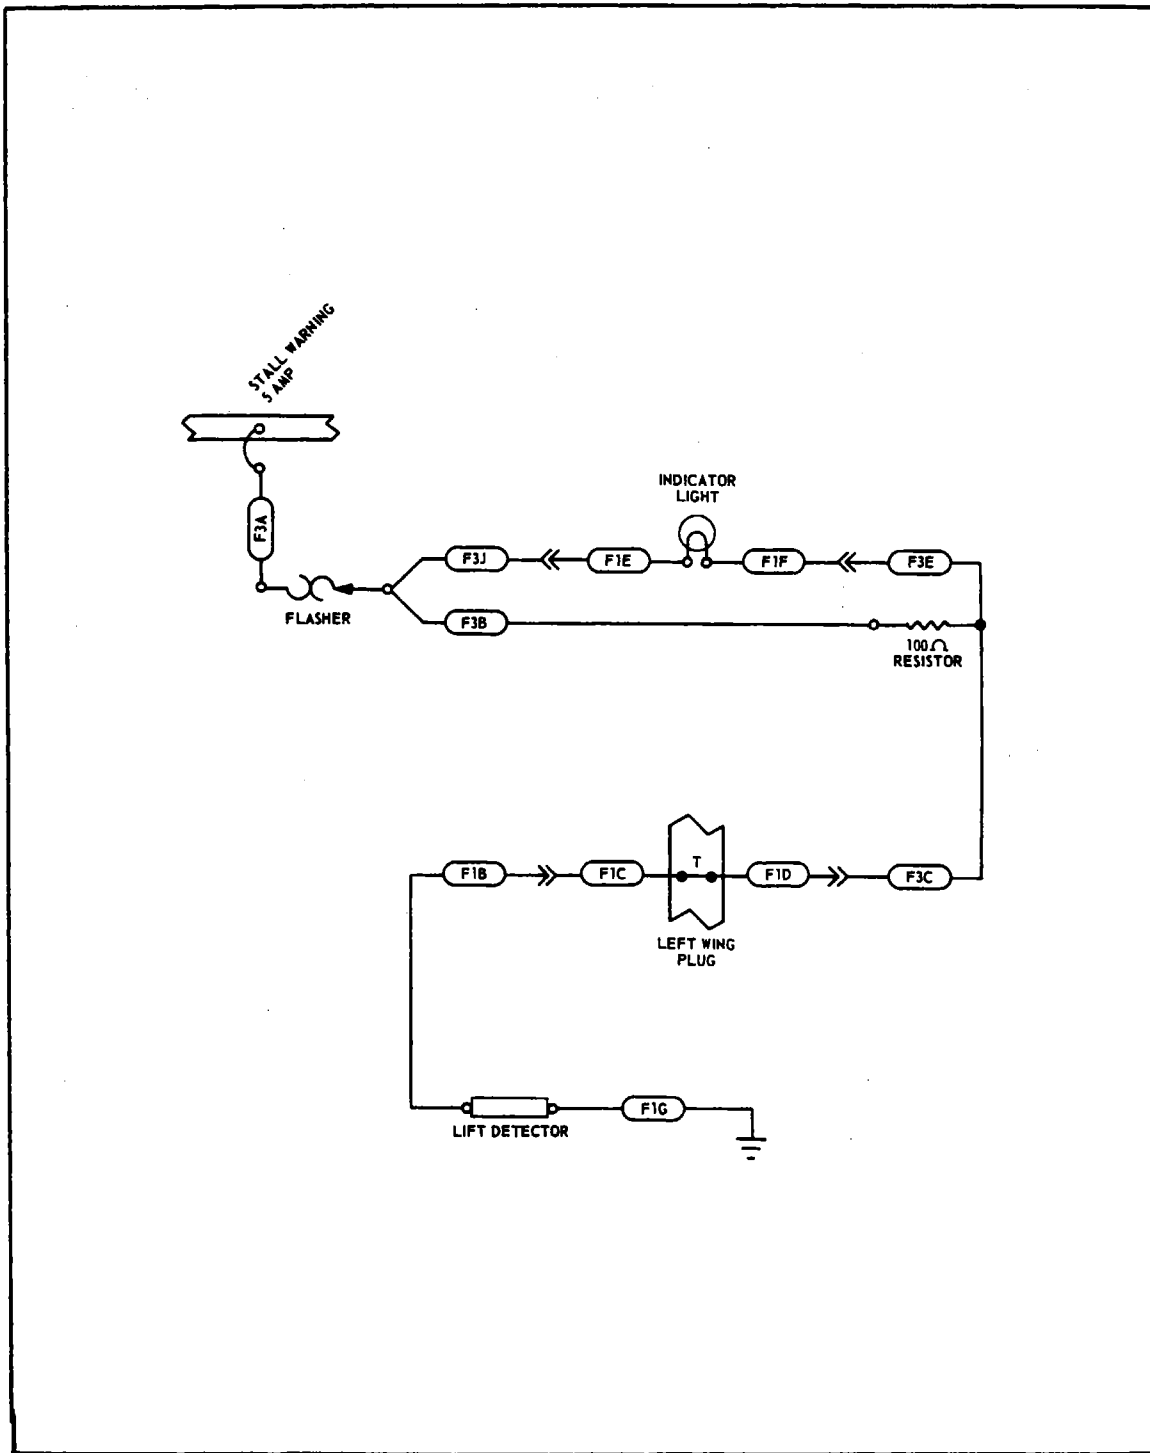 STALL WARNING
5 AMP
F3A
FLASHER
INDICATOR
LIGHT
F3J
F1E
F1F
F3E
F3B
100Ω
RESISTOR
F1B
F1C
T
F1D
F3C
LEFT WING
PLUG
LIFT DETECTOR
F1G